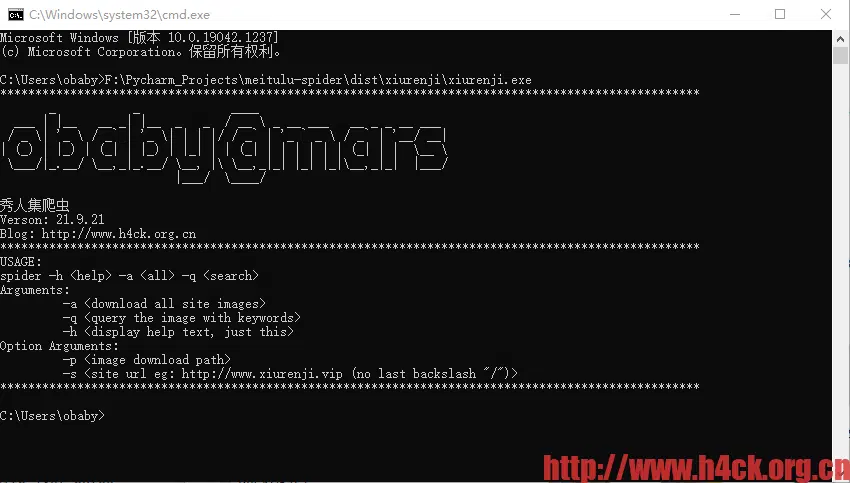 C:\Windows\system32\cmd.exe
Microsoft Windows [版本 10.0.19042.1237]
(c) Microsoft Corporation。保留所有权利。
C:\Users\obaby>F:\Pycharm_Projects\meitulu-spider\dist\xiurenji\xiurenji.exe
****************************************************************************************************
obaby@mars
秀人集爬虫
Verson: 21.9.21
Blog: http://www.h4ck.org.cn
****************************************************************************************************
USAGE:
spider -h <help> -a <all> -q <search>
Arguments:
-a <download all site images>
-q <query the image with keywords>
-h <display help text, just this>
Option Arguments:
-p <image download path>
-s <site url eg: http://www.xiurenji.vip (no last backslash "/")>
****************************************************************************************************
C:\Users\obaby>
http://www.h4ck.org.cn